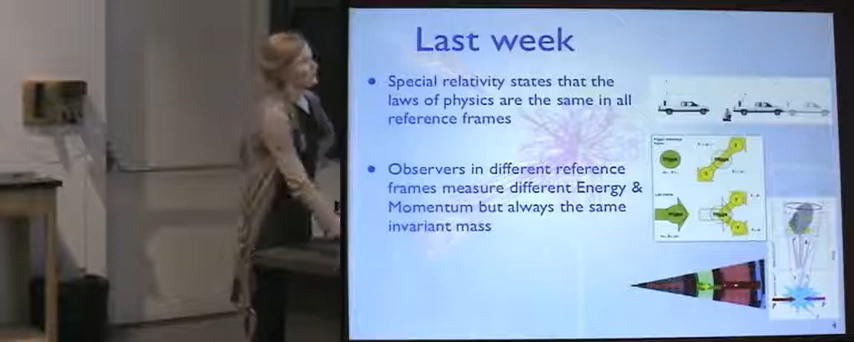 Last week
• Special relativity states that the
laws of physics are the same in all
reference frames
• Observers in different reference
frames measure different Energy &
Momentum but always the same
invariant mass